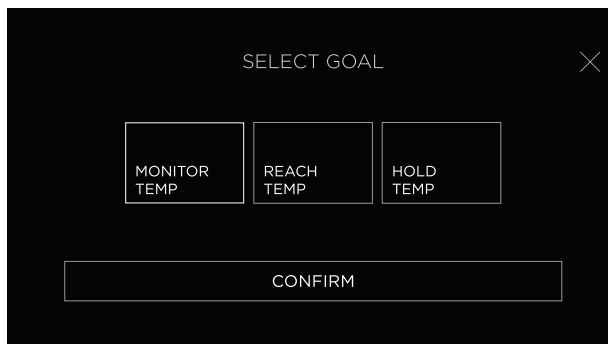 SELECT GOAL
MONITOR
TEMP
REACH
TEMP
HOLD
TEMP
CONFIRM